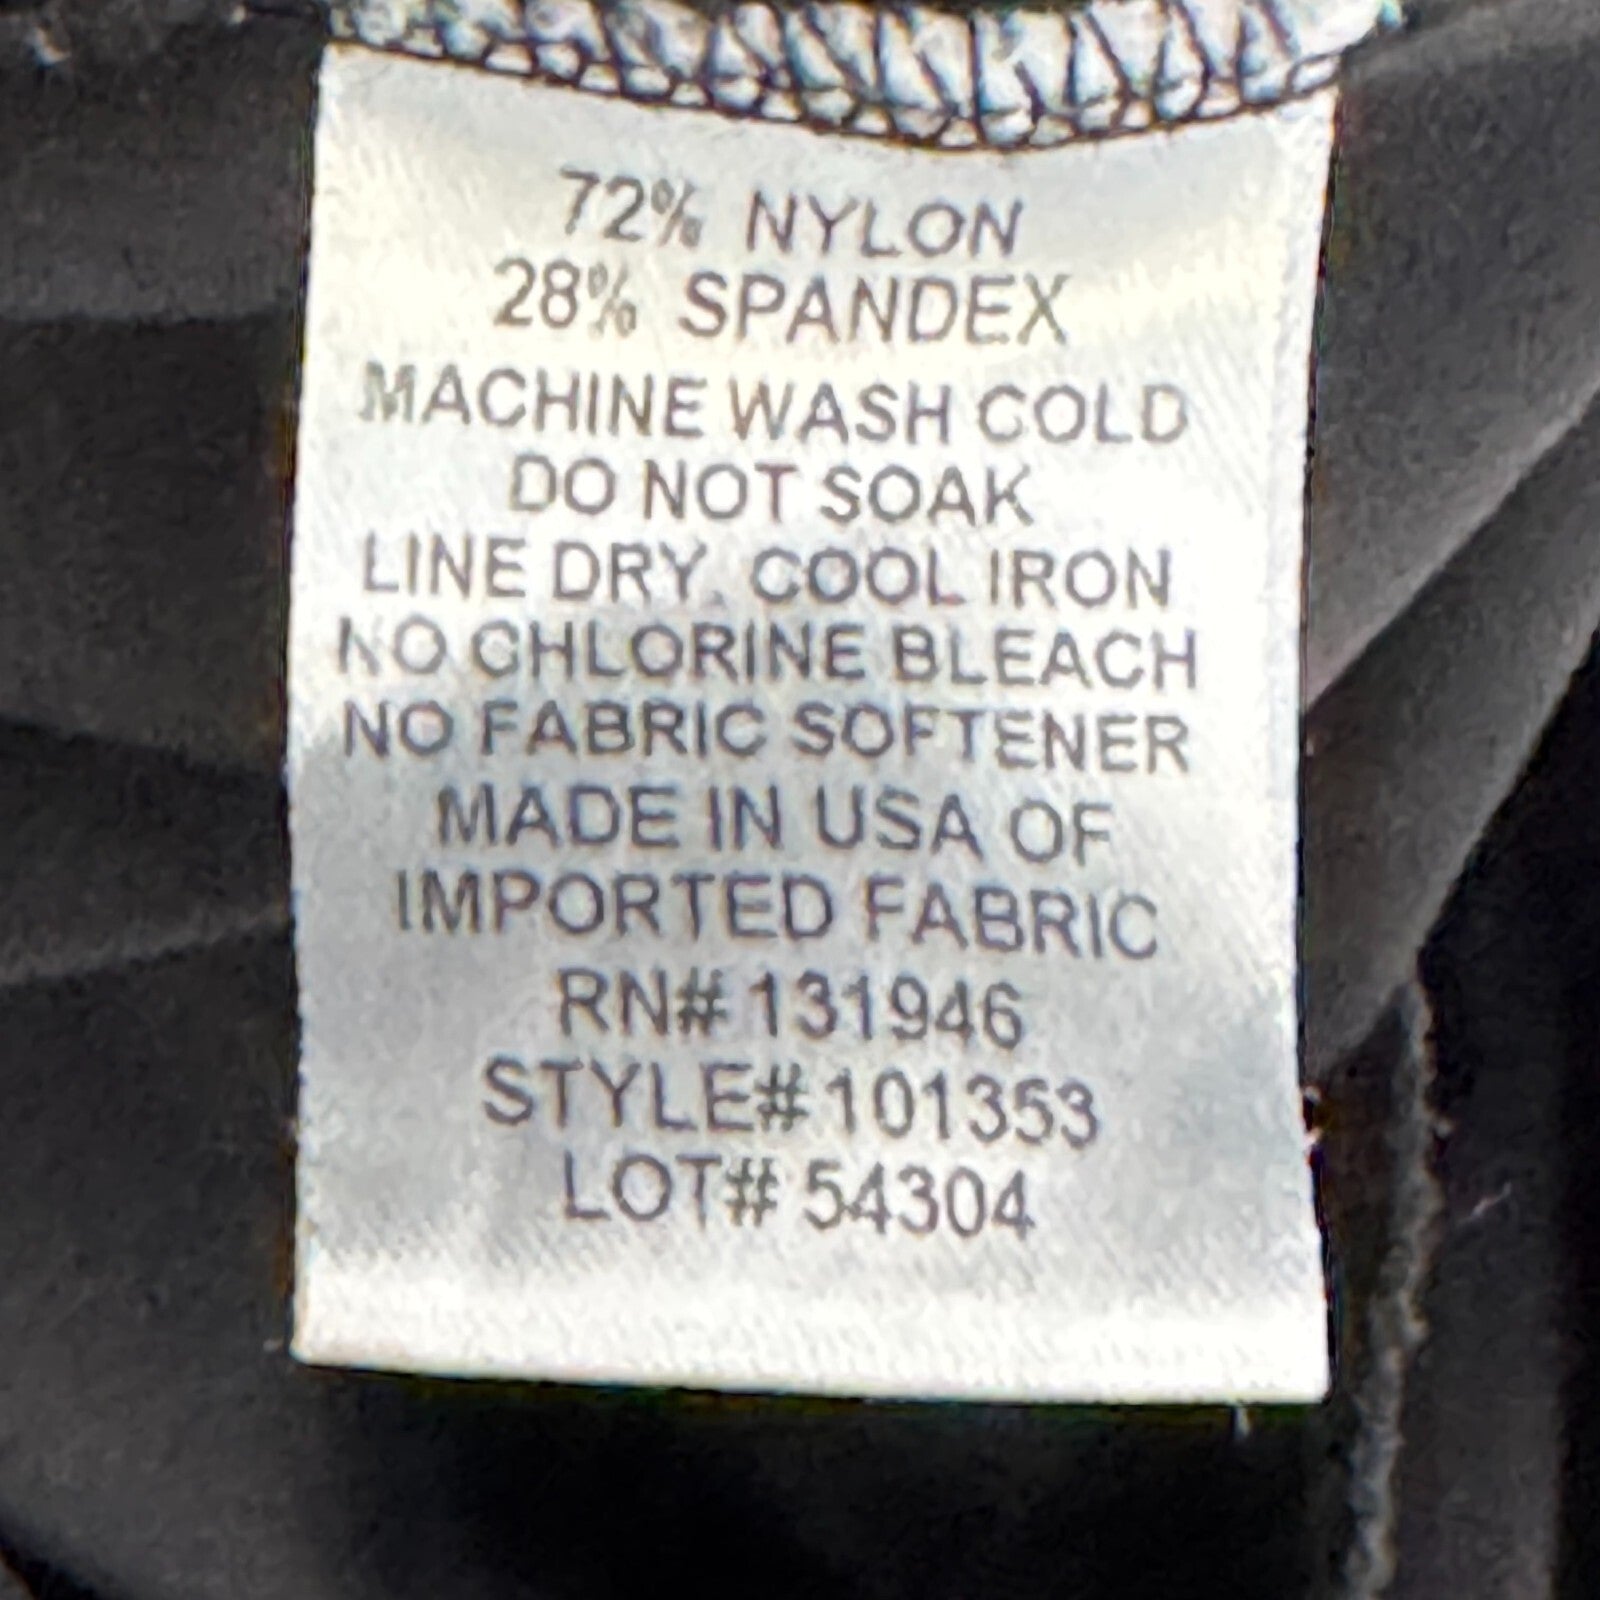 72% NYLON
28% SPANDEX
MACHINE WASH COLD
DO NOT SOAK
LINE DRY. COOL IRON
NO CHLORINE BLEACH
NO FABRIC SOFTENER
MADE IN USA OF
IMPORTED FABRIC
RN# 131946
STYLE# 101353
LOT# 54304